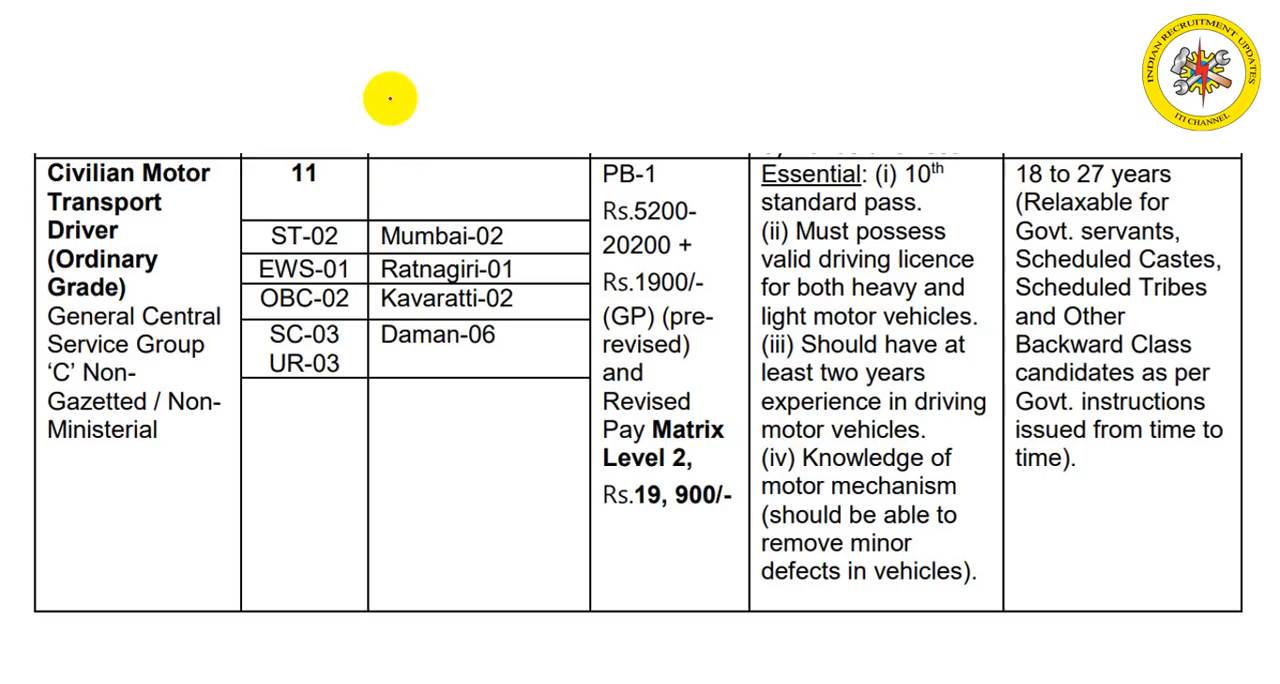 INDIAN RECRUITMENT UPDATES
ITI CHANNEL
Civilian Motor
Transport
Driver
(Ordinary
Grade)
General Central
Service Group
‘C’ Non-
Gazetted / Non-
Ministerial
11
ST-02
EWS-01
OBC-02
SC-03
UR-03
Mumbai-02
Ratnagiri-01
Kavaratti-02
Daman-06
PB-1
Rs.5200-
20200 +
Rs.1900/-
(GP) (pre-
revised)
and
Revised
Pay Matrix
Level 2,
Rs.19, 900/-
Essential: (i) 10th
standard pass.
(ii) Must possess
valid driving licence
for both heavy and
light motor vehicles.
(iii) Should have at
least two years
experience in driving
motor vehicles.
(iv) Knowledge of
motor mechanism
(should be able to
remove minor
defects in vehicles).
18 to 27 years
(Relaxable for
Govt. servants,
Scheduled Castes,
Scheduled Tribes
and Other
Backward Class
candidates as per
Govt. instructions
issued from time to
time).